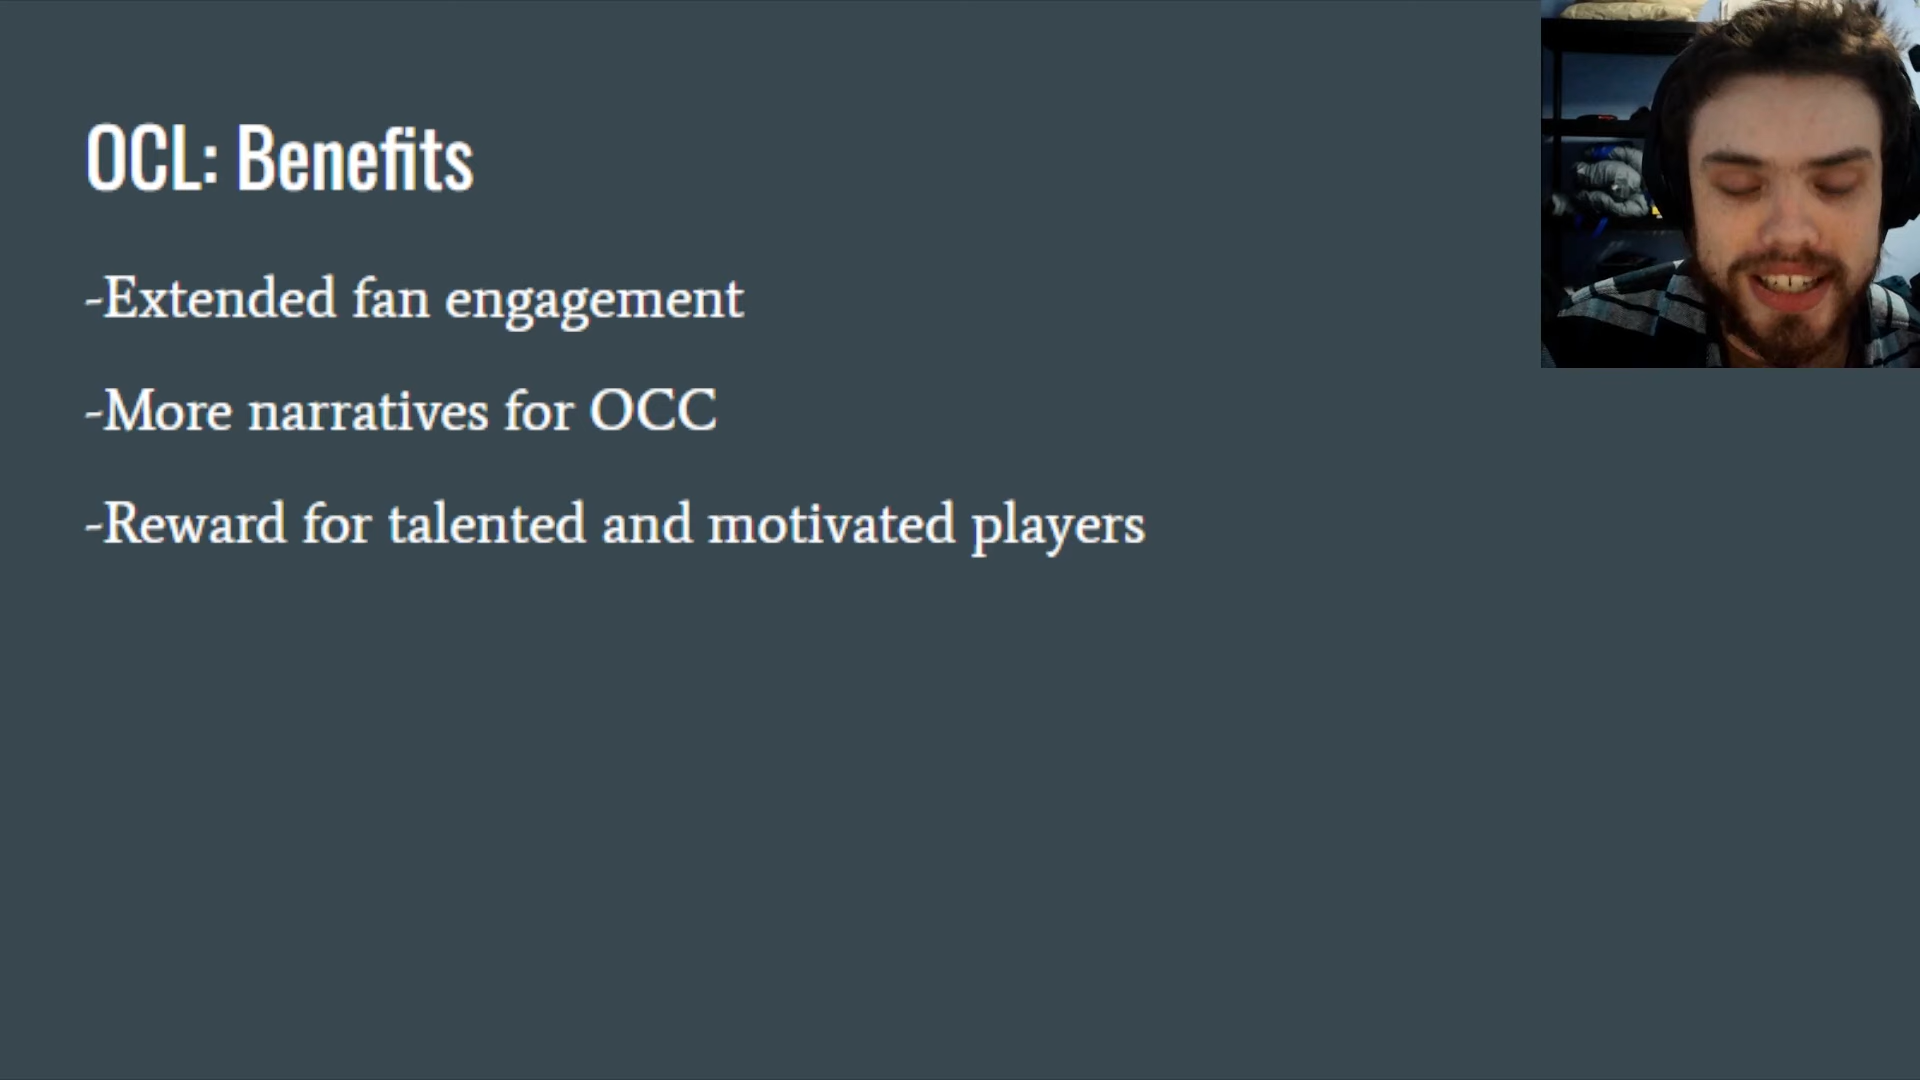 OCL: Benefits
-Extended fan engagement
-More narratives for OCC
-Reward for talented and motivated players